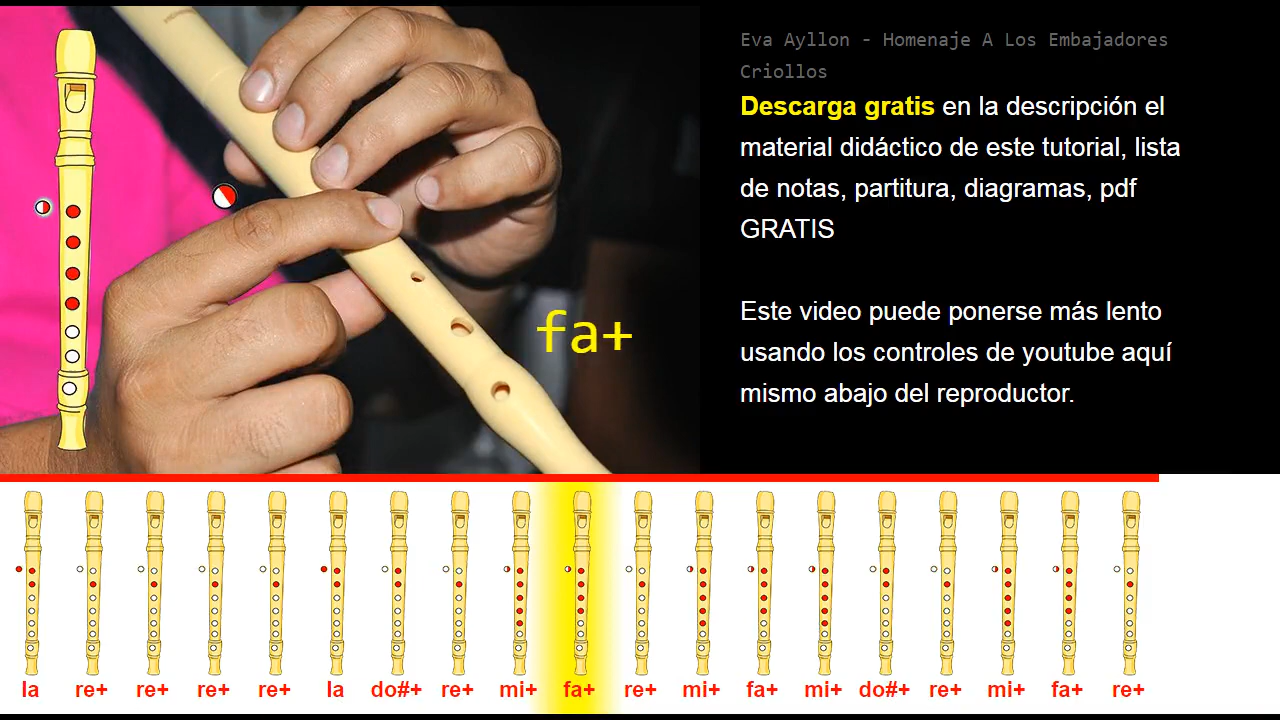 Eva Ayllon - Homenaje A Los Embajadores
Criollos
Descarga gratis en la descripción el
material didáctico de este tutorial, lista
de notas, partitura, diagramas, pdf
GRATIS
Este video puede ponerse más lento
usando los controles de youtube aquí
mismo abajo del reproductor.
fa+
la re+ re+ re+ re+ la do#+ re+ mi+ fa+ re+ mi+ fa+ mi+ do#+ re+ mi+ fa+ re+